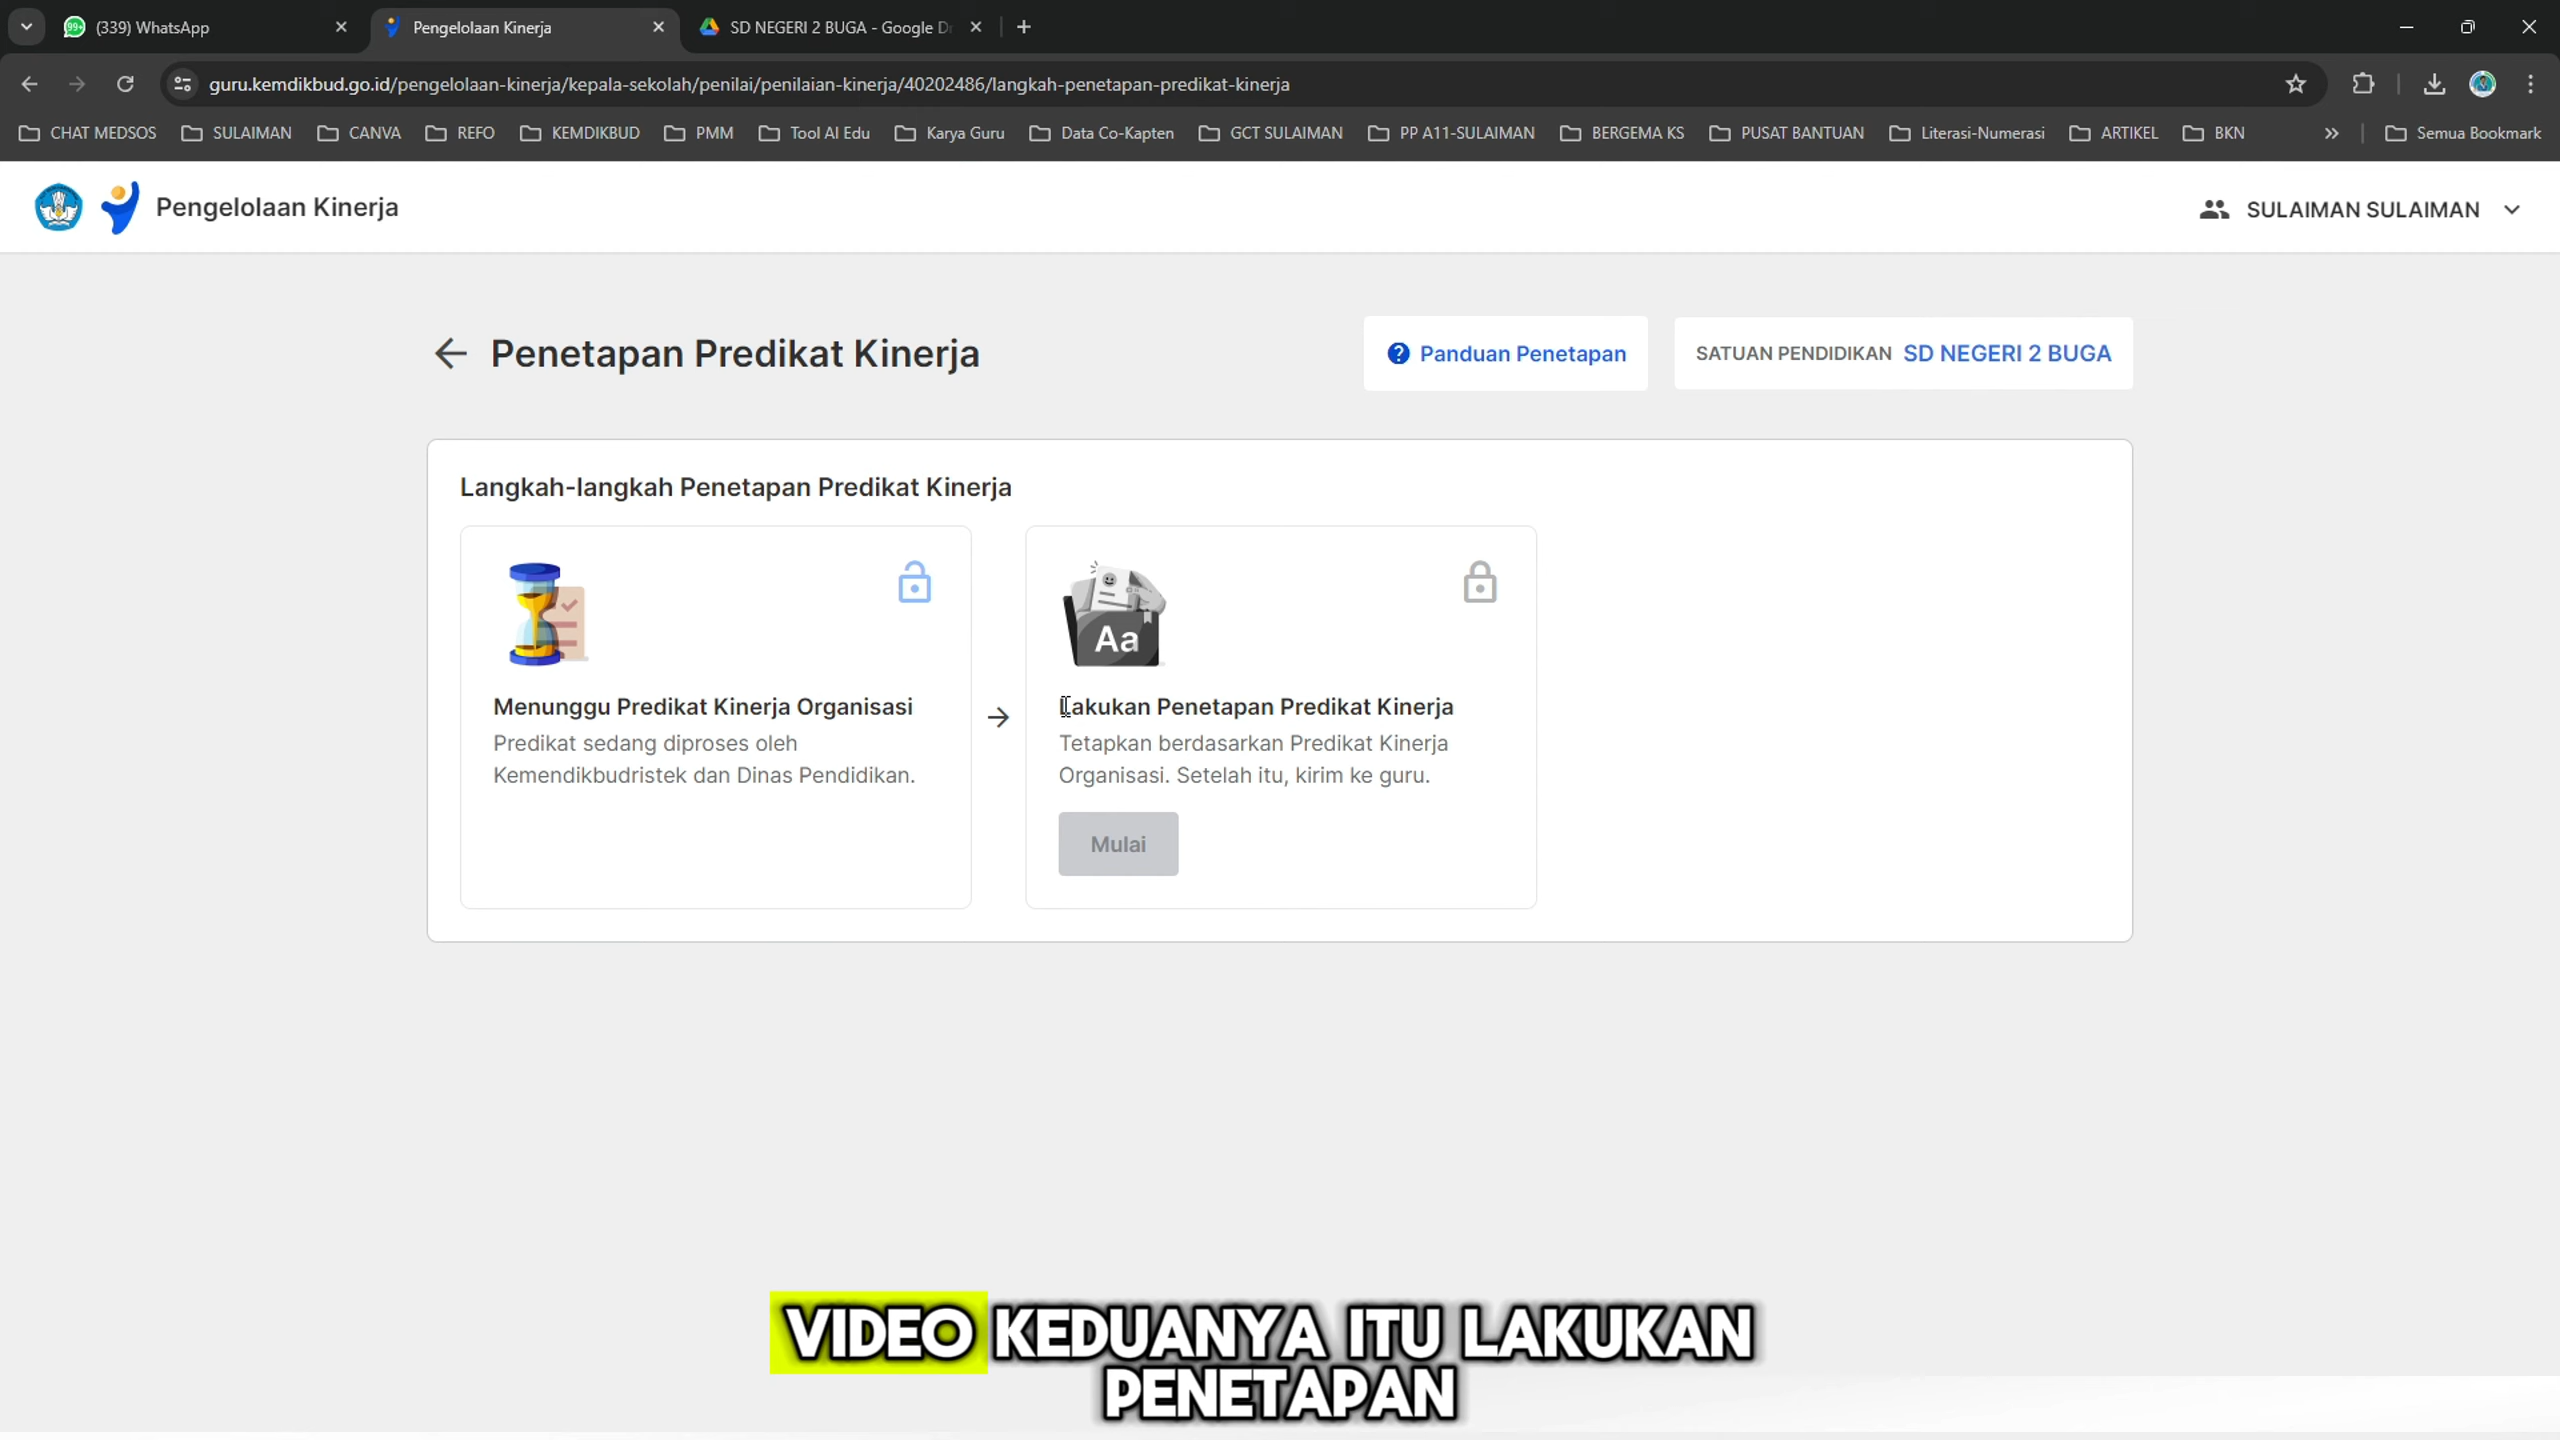 (339) WhatsApp
Pengelolaan Kinerja
SD NEGERI 2 BUGA - Google D
guru.kemdikbud.go.id/pengelolaan-kinerja/kepala-sekolah/penilai/penilaian-kinerja/40202486/langkah-penetapan-predikat-kinerja
CHAT MEDSOS SULAIMAN CANVA REFO KEMDIKBUD PMM Tool AI Edu Karya Guru Data Co-Kapten GCT SULAIMAN PP A11-SULAIMAN BERGEMA KS PUSAT BANTUAN Literasi-Numerasi ARTIKEL BKN » Semua Bookmark
Pengelolaan Kinerja
SULAIMAN SULAIMAN
Penetapan Predikat Kinerja
Panduan Penetapan
SATUAN PENDIDIKAN SD NEGERI 2 BUGA
Langkah-langkah Penetapan Predikat Kinerja
Menunggu Predikat Kinerja Organisasi
Predikat sedang diproses oleh
Kemendikbudristek dan Dinas Pendidikan.
Aa
Lakukan Penetapan Predikat Kinerja
Tetapkan berdasarkan Predikat Kinerja
Organisasi. Setelah itu, kirim ke guru.
Mulai
VIDEO KEDUANYA ITU LAKUKAN
PENETAPAN